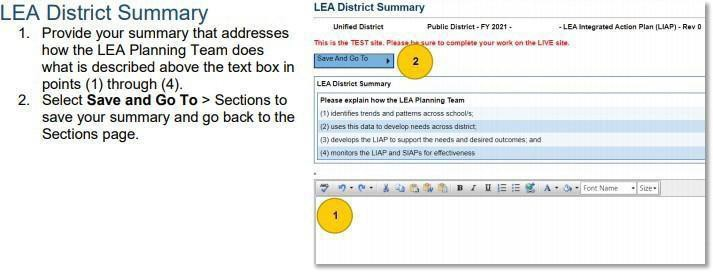 LEA District Summary
1. Provide your summary that addresses
how the LEA Planning Team does
what is described above the text box in
points (1) through (4).
2. Select Save and Go To > Sections to
save your summary and go back to the
Sections page.
LEA District Summary
Unified District Public District - FY 2021 - - LEA Integrated Action Plan (LIAP) - Rev 0
This is the TEST site. Please be sure to complete your work on the LIVE site.
Save And Go To
2
LEA District Summary
Please explain how the LEA Planning Team
(1) identifies trends and patterns across school/s;
(2) uses this data to develop needs across district;
(3) develops the LIAP to support the needs and desired outcomes; and
(4) monitors the LIAP and SIAPs for effectiveness
B I U A Font Name Size
1